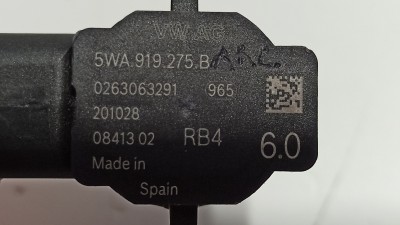 VW AG
5WA.919.275.B
0263063291 965
201028
08413 02 RB4 6.0
Made in
Spain